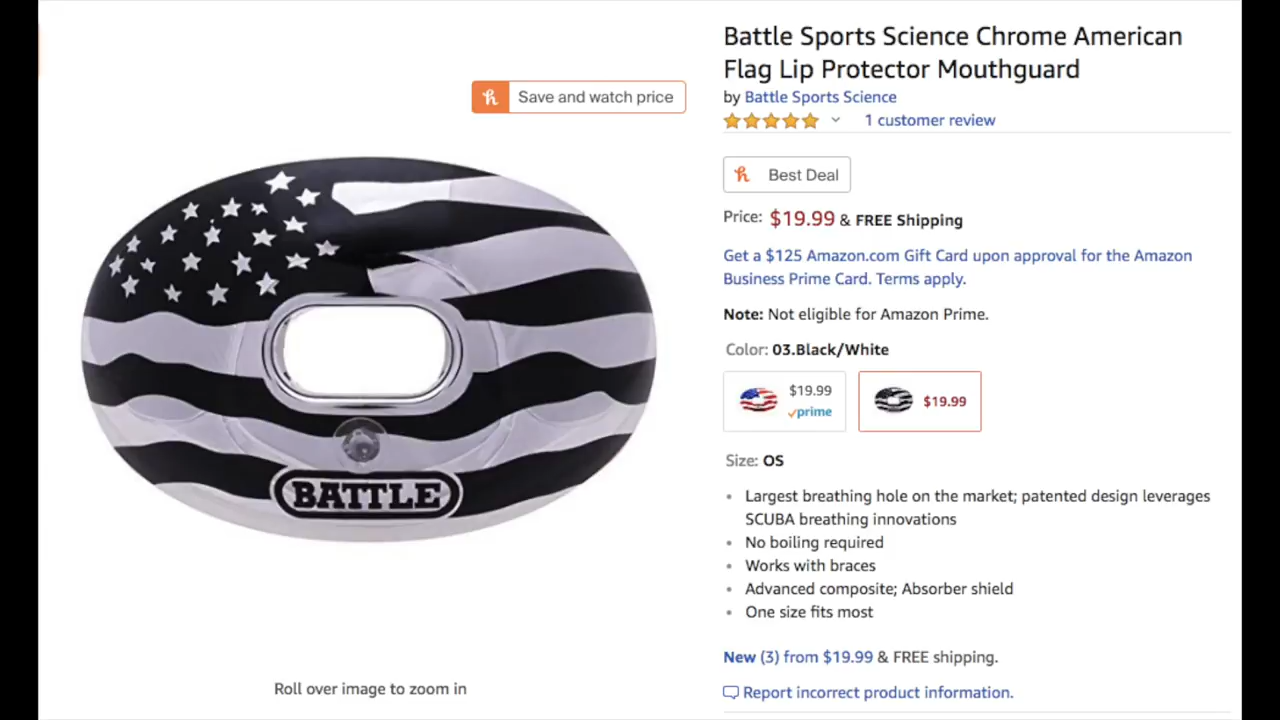 Battle Sports Science Chrome American
Flag Lip Protector Mouthguard
by Battle Sports Science
1 customer review
Save and watch price
Best Deal
Price: $19.99 & FREE Shipping
Get a $125 Amazon.com Gift Card upon approval for the Amazon
Business Prime Card. Terms apply.
Note: Not eligible for Amazon Prime.
Color: 03.Black/White
$19.99
prime
$19.99
Size: OS
Largest breathing hole on the market; patented design leverages
SCUBA breathing innovations
No boiling required
Works with braces
Advanced composite; Absorber shield
One size fits most
New (3) from $19.99 & FREE shipping.
Report incorrect product information.
BATTLE
Roll over image to zoom in